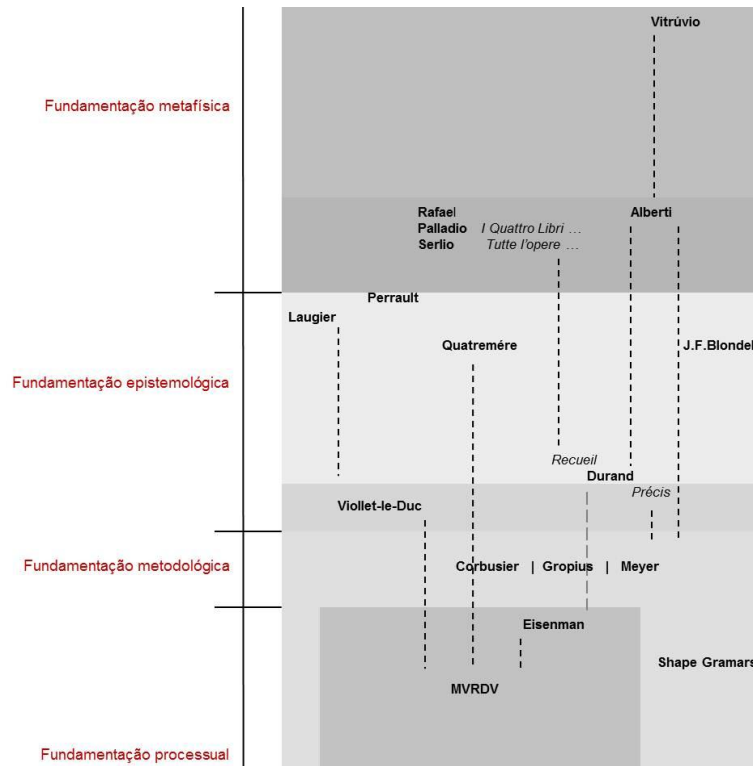 Vitrúvio
Fundamentação metafísica
Rafael
Alberti
Palladio I Quattro Libri ...
Serlio Tutte l'opere ...
Perrault
Laugier
Quatremére
J.F.Blondel
Fundamentação epistemológica
Recueil
Durand
Précis
Viollet-le-Duc
Fundamentação metodológica
Corbusier | Gropius | Meyer
Eisenman
Shape Gramars
MVRDV
Fundamentação processual